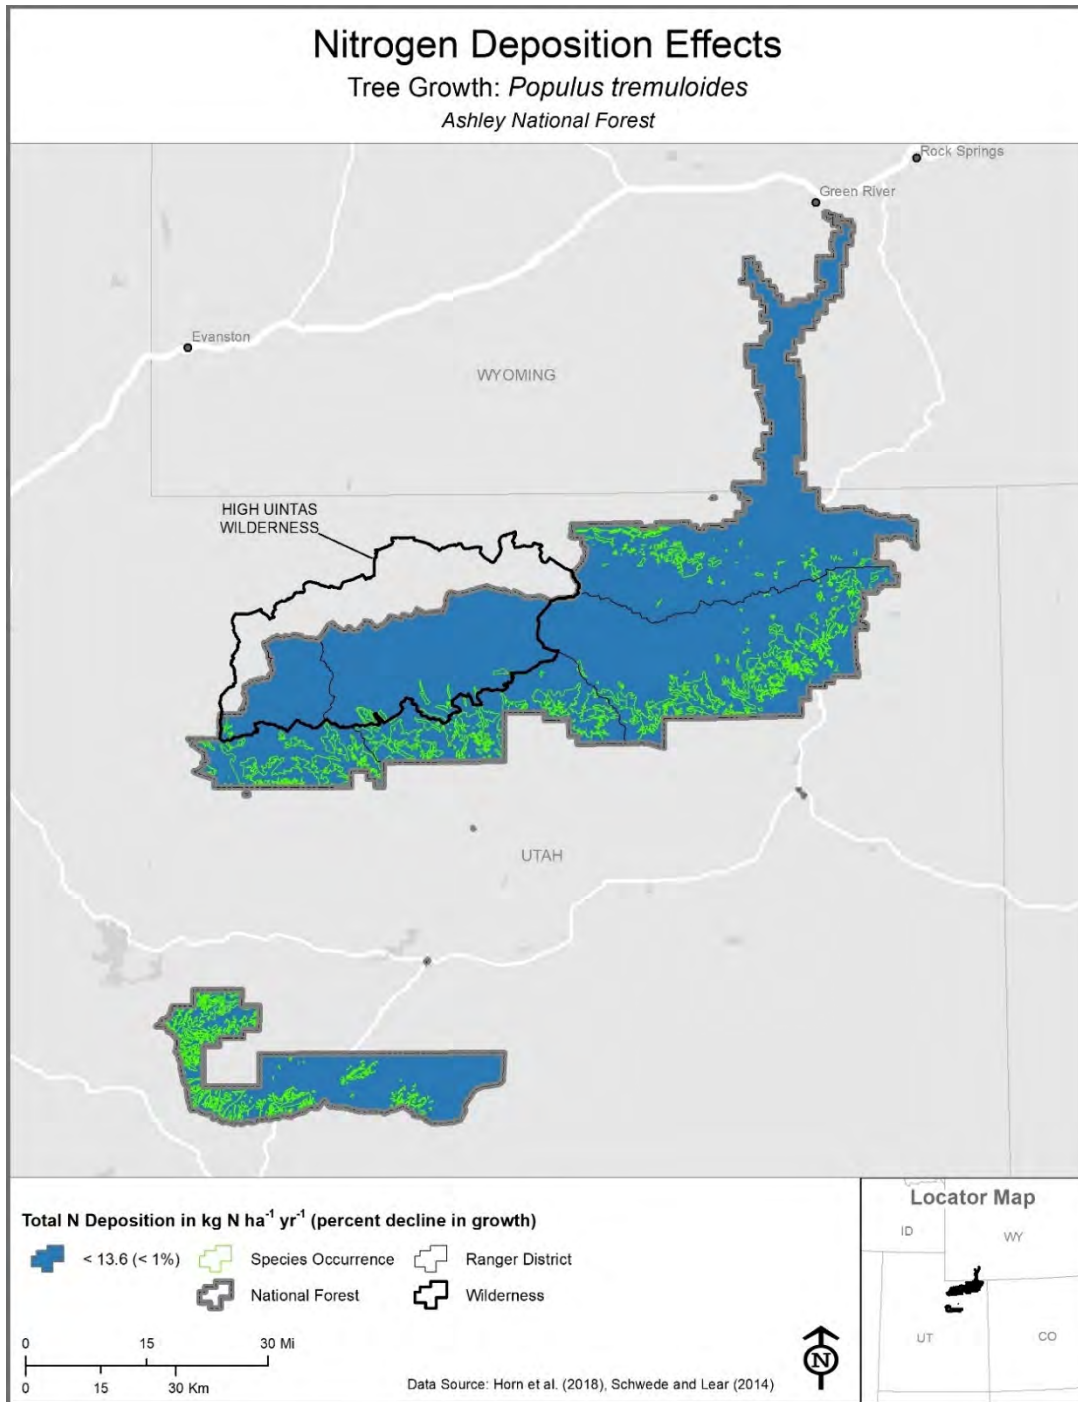 Nitrogen Deposition Effects
Tree Growth: Populus tremuloides
Ashley National Forest
Rock Springs
Green River
Evanston
WYOMING
HIGH UINTAS
WILDERNESS
UTAH
Total N Deposition in kg N ha⁻¹ yr⁻¹ (percent decline in growth)
< 13.6 (< 1%)
Species Occurrence
Ranger District
National Forest
Wilderness
0 15 30 Mi
0 15 30 Km
N
Data Source: Horn et al. (2018), Schwede and Lear (2014)
Locator Map
ID
WY
UT
CO